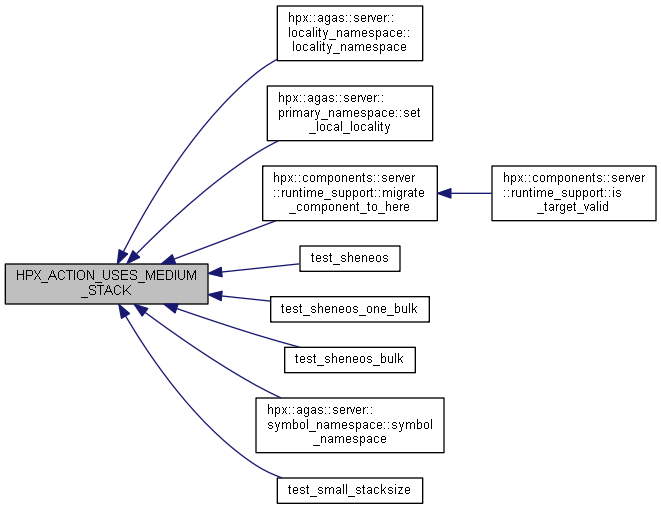 hpx::agas::server::
locality_namespace::
locality_namespace
hpx::agas::server::
primary_namespace::set
_local_locality
hpx::components::server
::runtime_support::migrate
_component_to_here
hpx::components::server
::runtime_support::is
_target_valid
HPX_ACTION_USES_MEDIUM
_STACK
test_sheneos
test_sheneos_one_bulk
test_sheneos_bulk
hpx::agas::server::
symbol_namespace::symbol
_namespace
test_small_stacksize